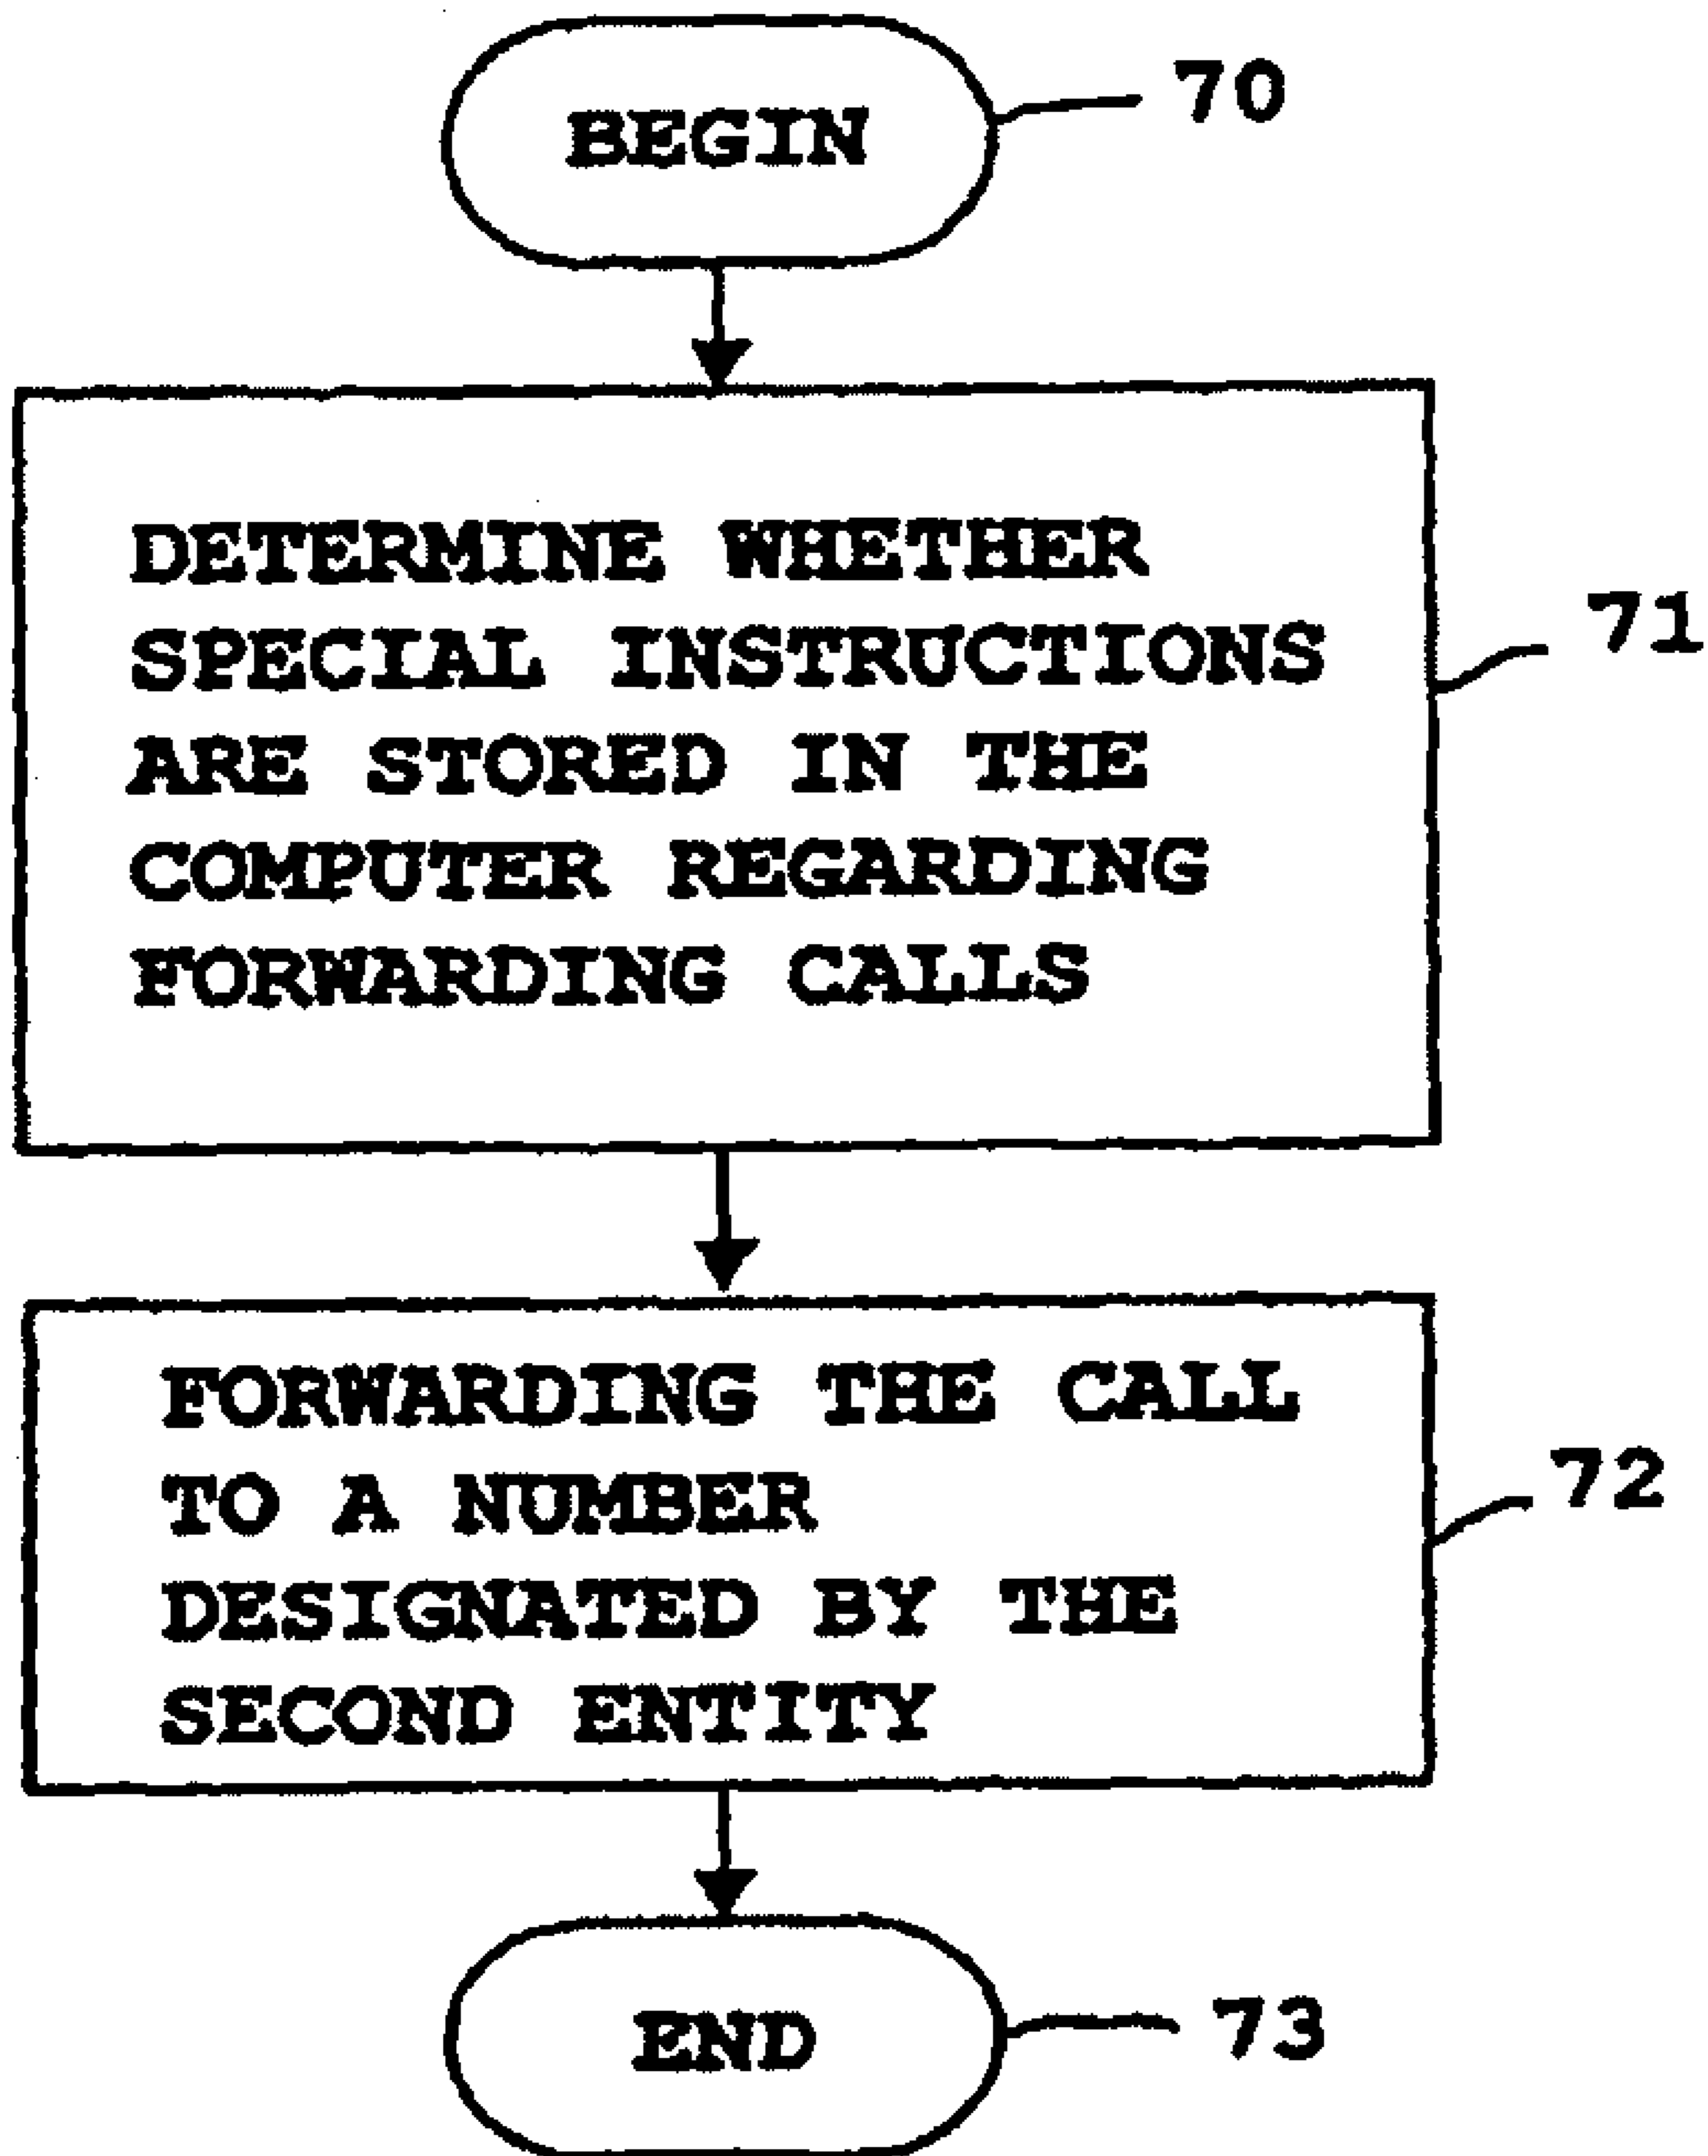 BEGIN
70
DETERMINE WHETHER
SPECIAL INSTRUCTIONS
ARE STORED IN THE
COMPUTER REGARDING
FORWARDING CALLS
71
FORWARDING THE CALL
TO A NUMBER
DESIGNATED BY THE
SECOND ENTITY
72
END
73